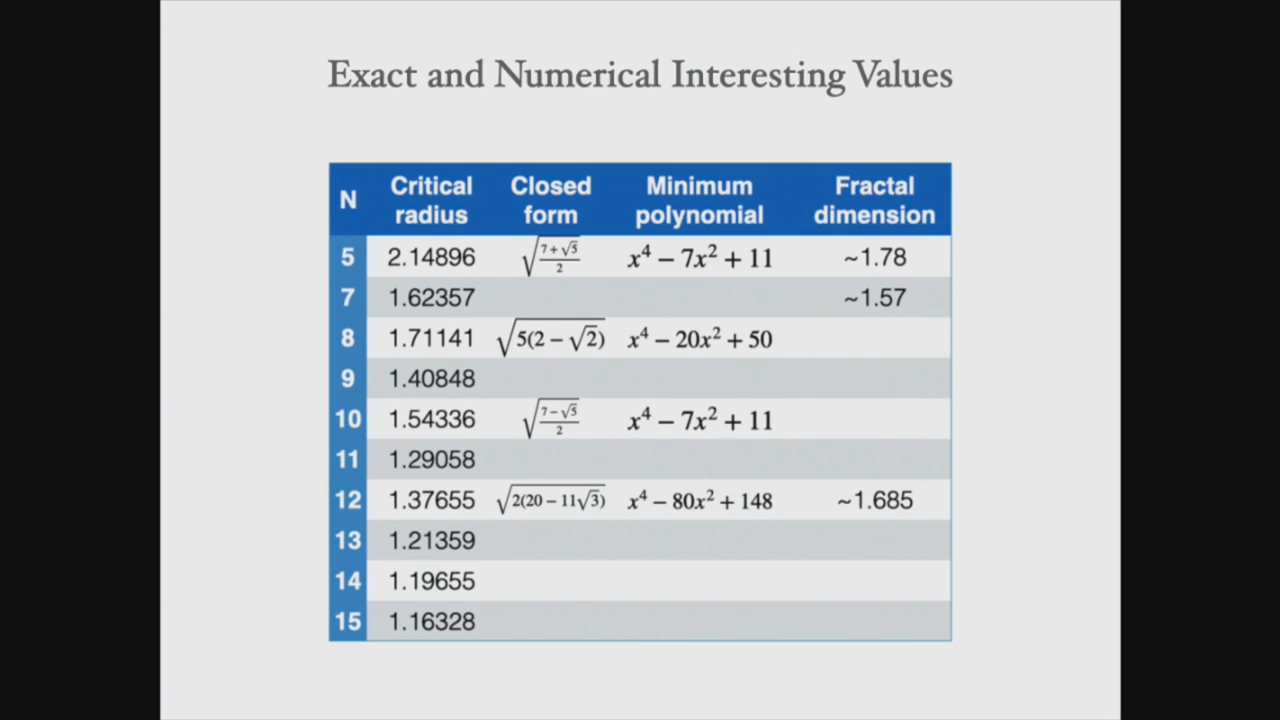 Exact and Numerical Interesting Values
N Critical radius Closed form Minimum polynomial Fractal dimension
5 2.14896 √((7+√5)/2) x⁴ − 7x² + 11 ~1.78
7 1.62357 ~1.57
8 1.71141 √(5(2 − √2)) x⁴ − 20x² + 50
9 1.40848
10 1.54336 √((7−√5)/2) x⁴ − 7x² + 11
11 1.29058
12 1.37655 √(2(20 − 11√3)) x⁴ − 80x² + 148 ~1.685
13 1.21359
14 1.19655
15 1.16328